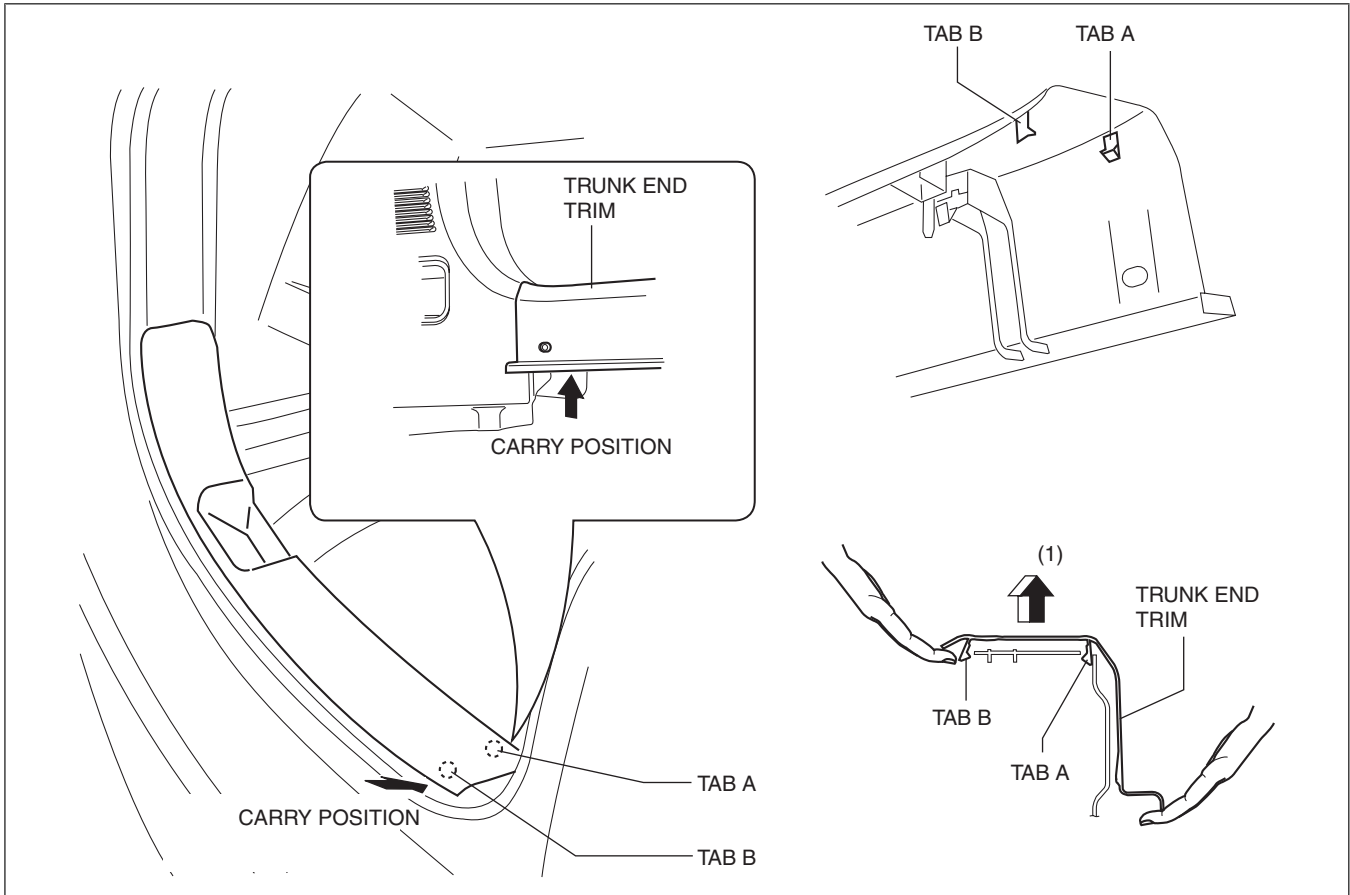 TAB B
TAB A
TRUNK END
TRIM
CARRY POSITION
(1)
TRUNK END
TRIM
TAB B
TAB A
TAB A
CARRY POSITION
TAB B